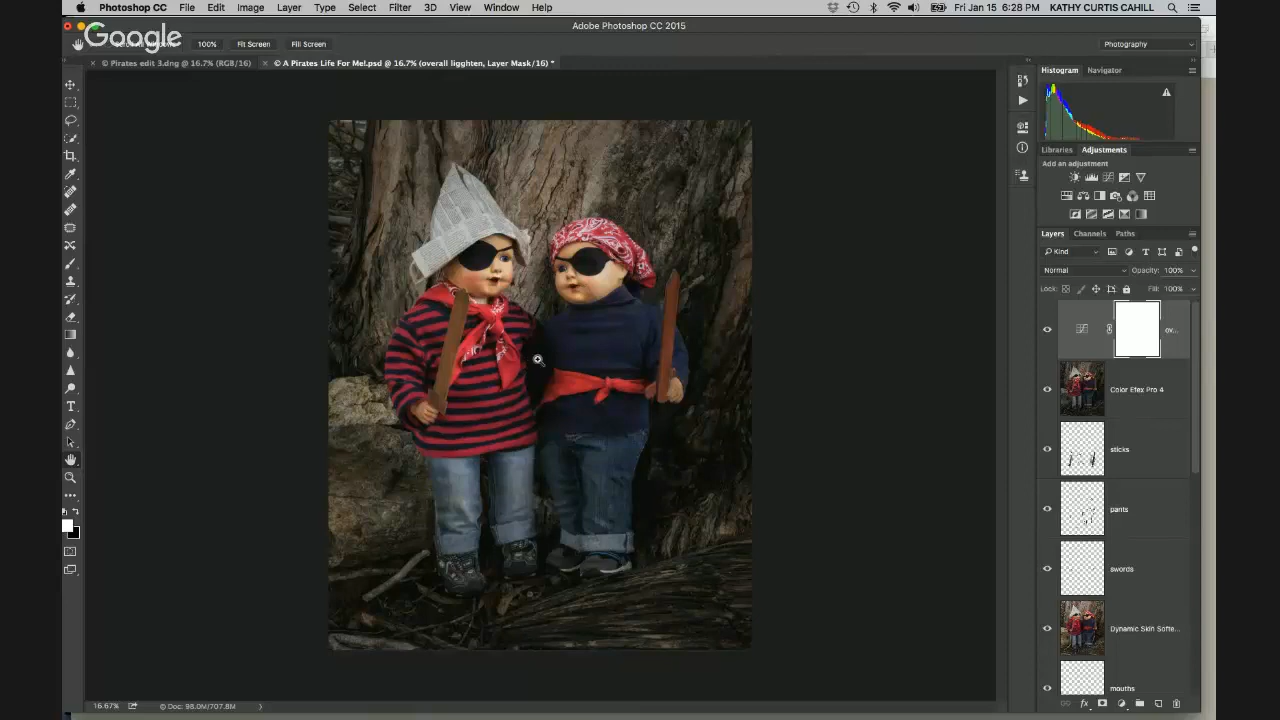 Photoshop CC File Edit Image Layer Type Select Filter 3D View Window Help Fri Jan 15 6:28 PM KATHY CURTIS CAHILL
Adobe Photoshop CC 2015
Google
100% Fit Screen Fill Screen Photography
© Pirates edit 3.dng @ 16.7% (RGB/16) © A Pirates Life For Me!.psd @ 16.7% (overall ligghten, Layer Mask/16) *
Histogram Navigator
Libraries Adjustments
Add an adjustment
Layers Channels Paths
Kind
Normal Opacity: 100%
Lock: Fill: 100%
ov...
Color Efex Pro 4
sticks
pants
swords
Dynamic Skin Softe...
mouths
16.67% Doc: 98.0M/707.8M